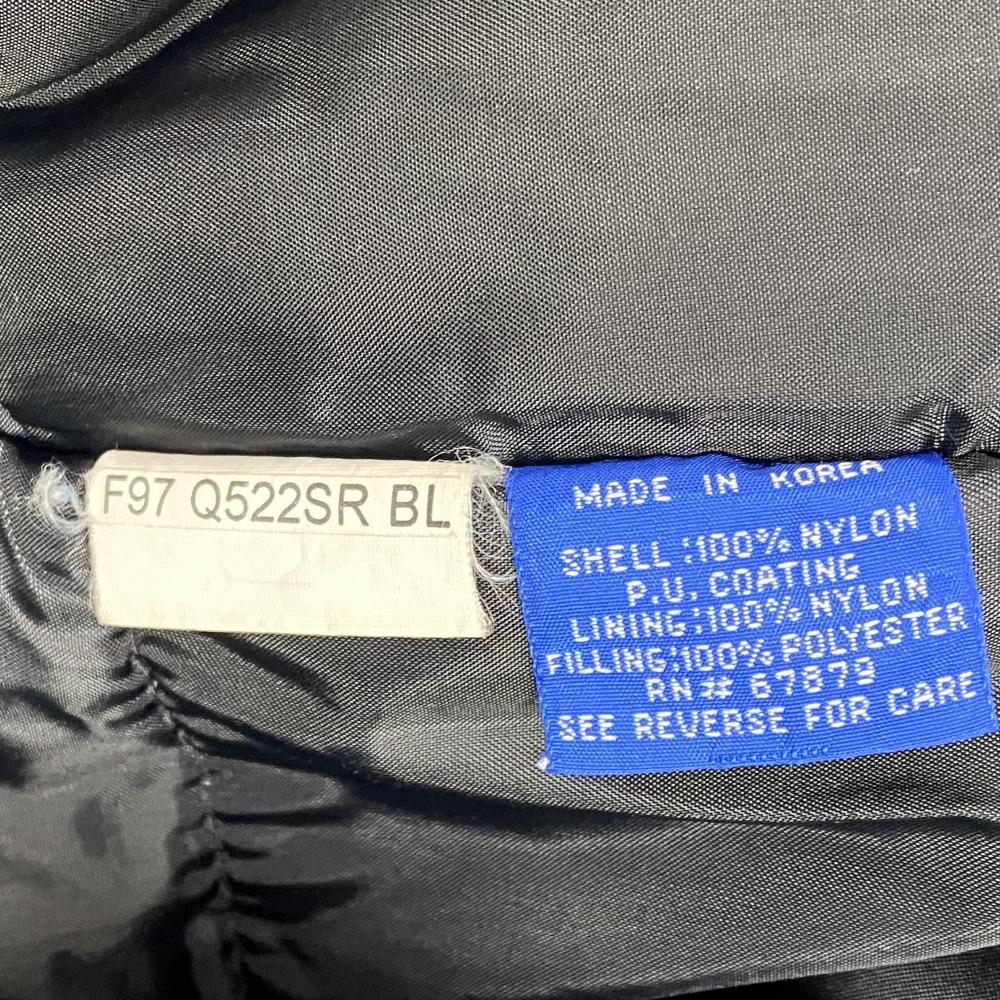 F97 Q522SR BL
MADE IN KOREA
SHELL:100% NYLON
P.U. COATING
LINING:100% NYLON
FILLING:100% POLYESTER
RN# 67879
SEE REVERSE FOR CARE